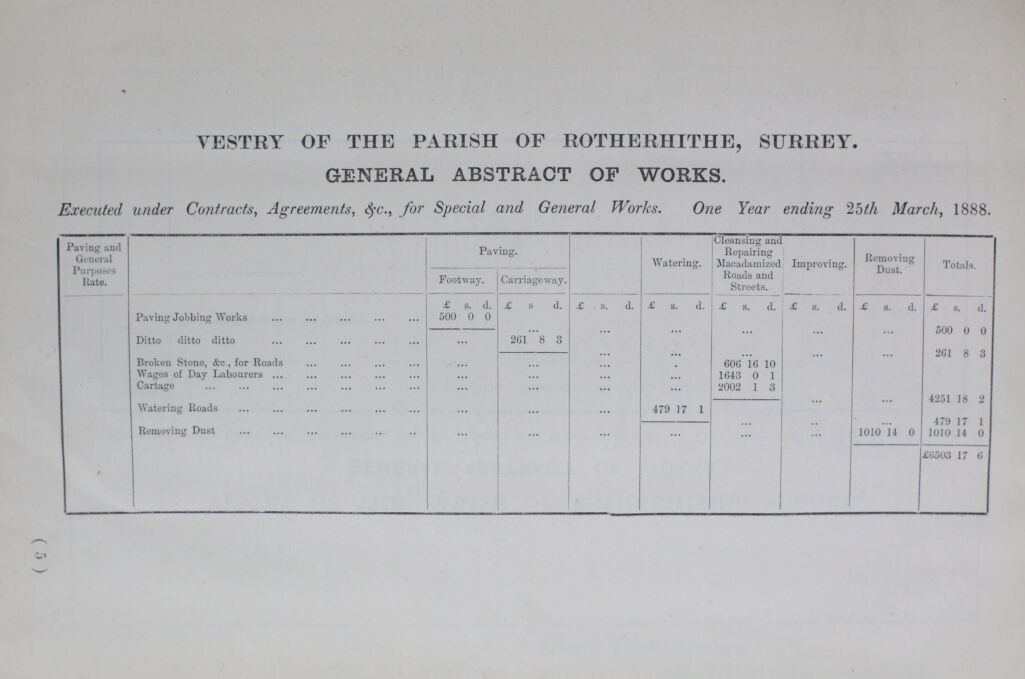 VESTRY OF THE PARISH OF ROTHERHITHE, SURREY.
GENERAL ABSTRACT OF WORKS.
Executed under Contracts, Agreements, &c., for Special and General Works. One Year ending 25th March, 1888.
Paving and General Purposes Rate.
Paving.
Footway. Carriageway.
Watering.
Cleansing and Repairing Macadamized Roads and Streets.
Improving.
Removing Dust.
Totals.
£ s. d. £ s d. £ s. d. £ s. d. £ s. d. £ s. d. £ s. d. £ s. d.
Paving Jobbing Works ... ... ... ... ... 500 0 0 ... ... ... ... ... ... 500 0 0
Ditto ditto ditto ... ... ... ... ... ... 261 8 3 ... ... ... ... ... 261 8 3
Broken Stone, &c., for Roads ... ... ... ... ... ... ... . 606 16 10
Wages of Day Labourers ... ... ... ... ... ... ... ... ... 1643 0 1
Cartage ... ... ... ... ... ... ... ... ... ... ... 2002 1 3 ... ... 4251 18 2
Watering Roads ... ... ... ... ... ... ... ... ... 479 17 1 ... .. ... 479 17 1
Removing Dust ... ... ... ... .. ... ... ... ... ... ... 1010 14 0 1010 14 0
£6503 17 6
( 5 )